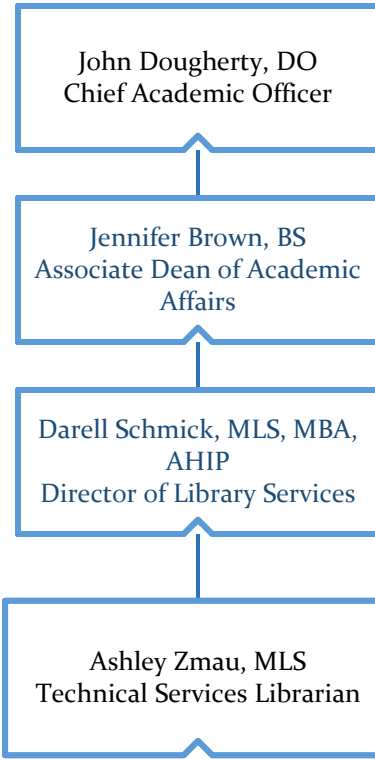 John Dougherty, DO
Chief Academic Officer
Jennifer Brown, BS
Associate Dean of Academic
Affairs
Darell Schmick, MLS, MBA,
AHIP
Director of Library Services
Ashley Zmau, MLS
Technical Services Librarian